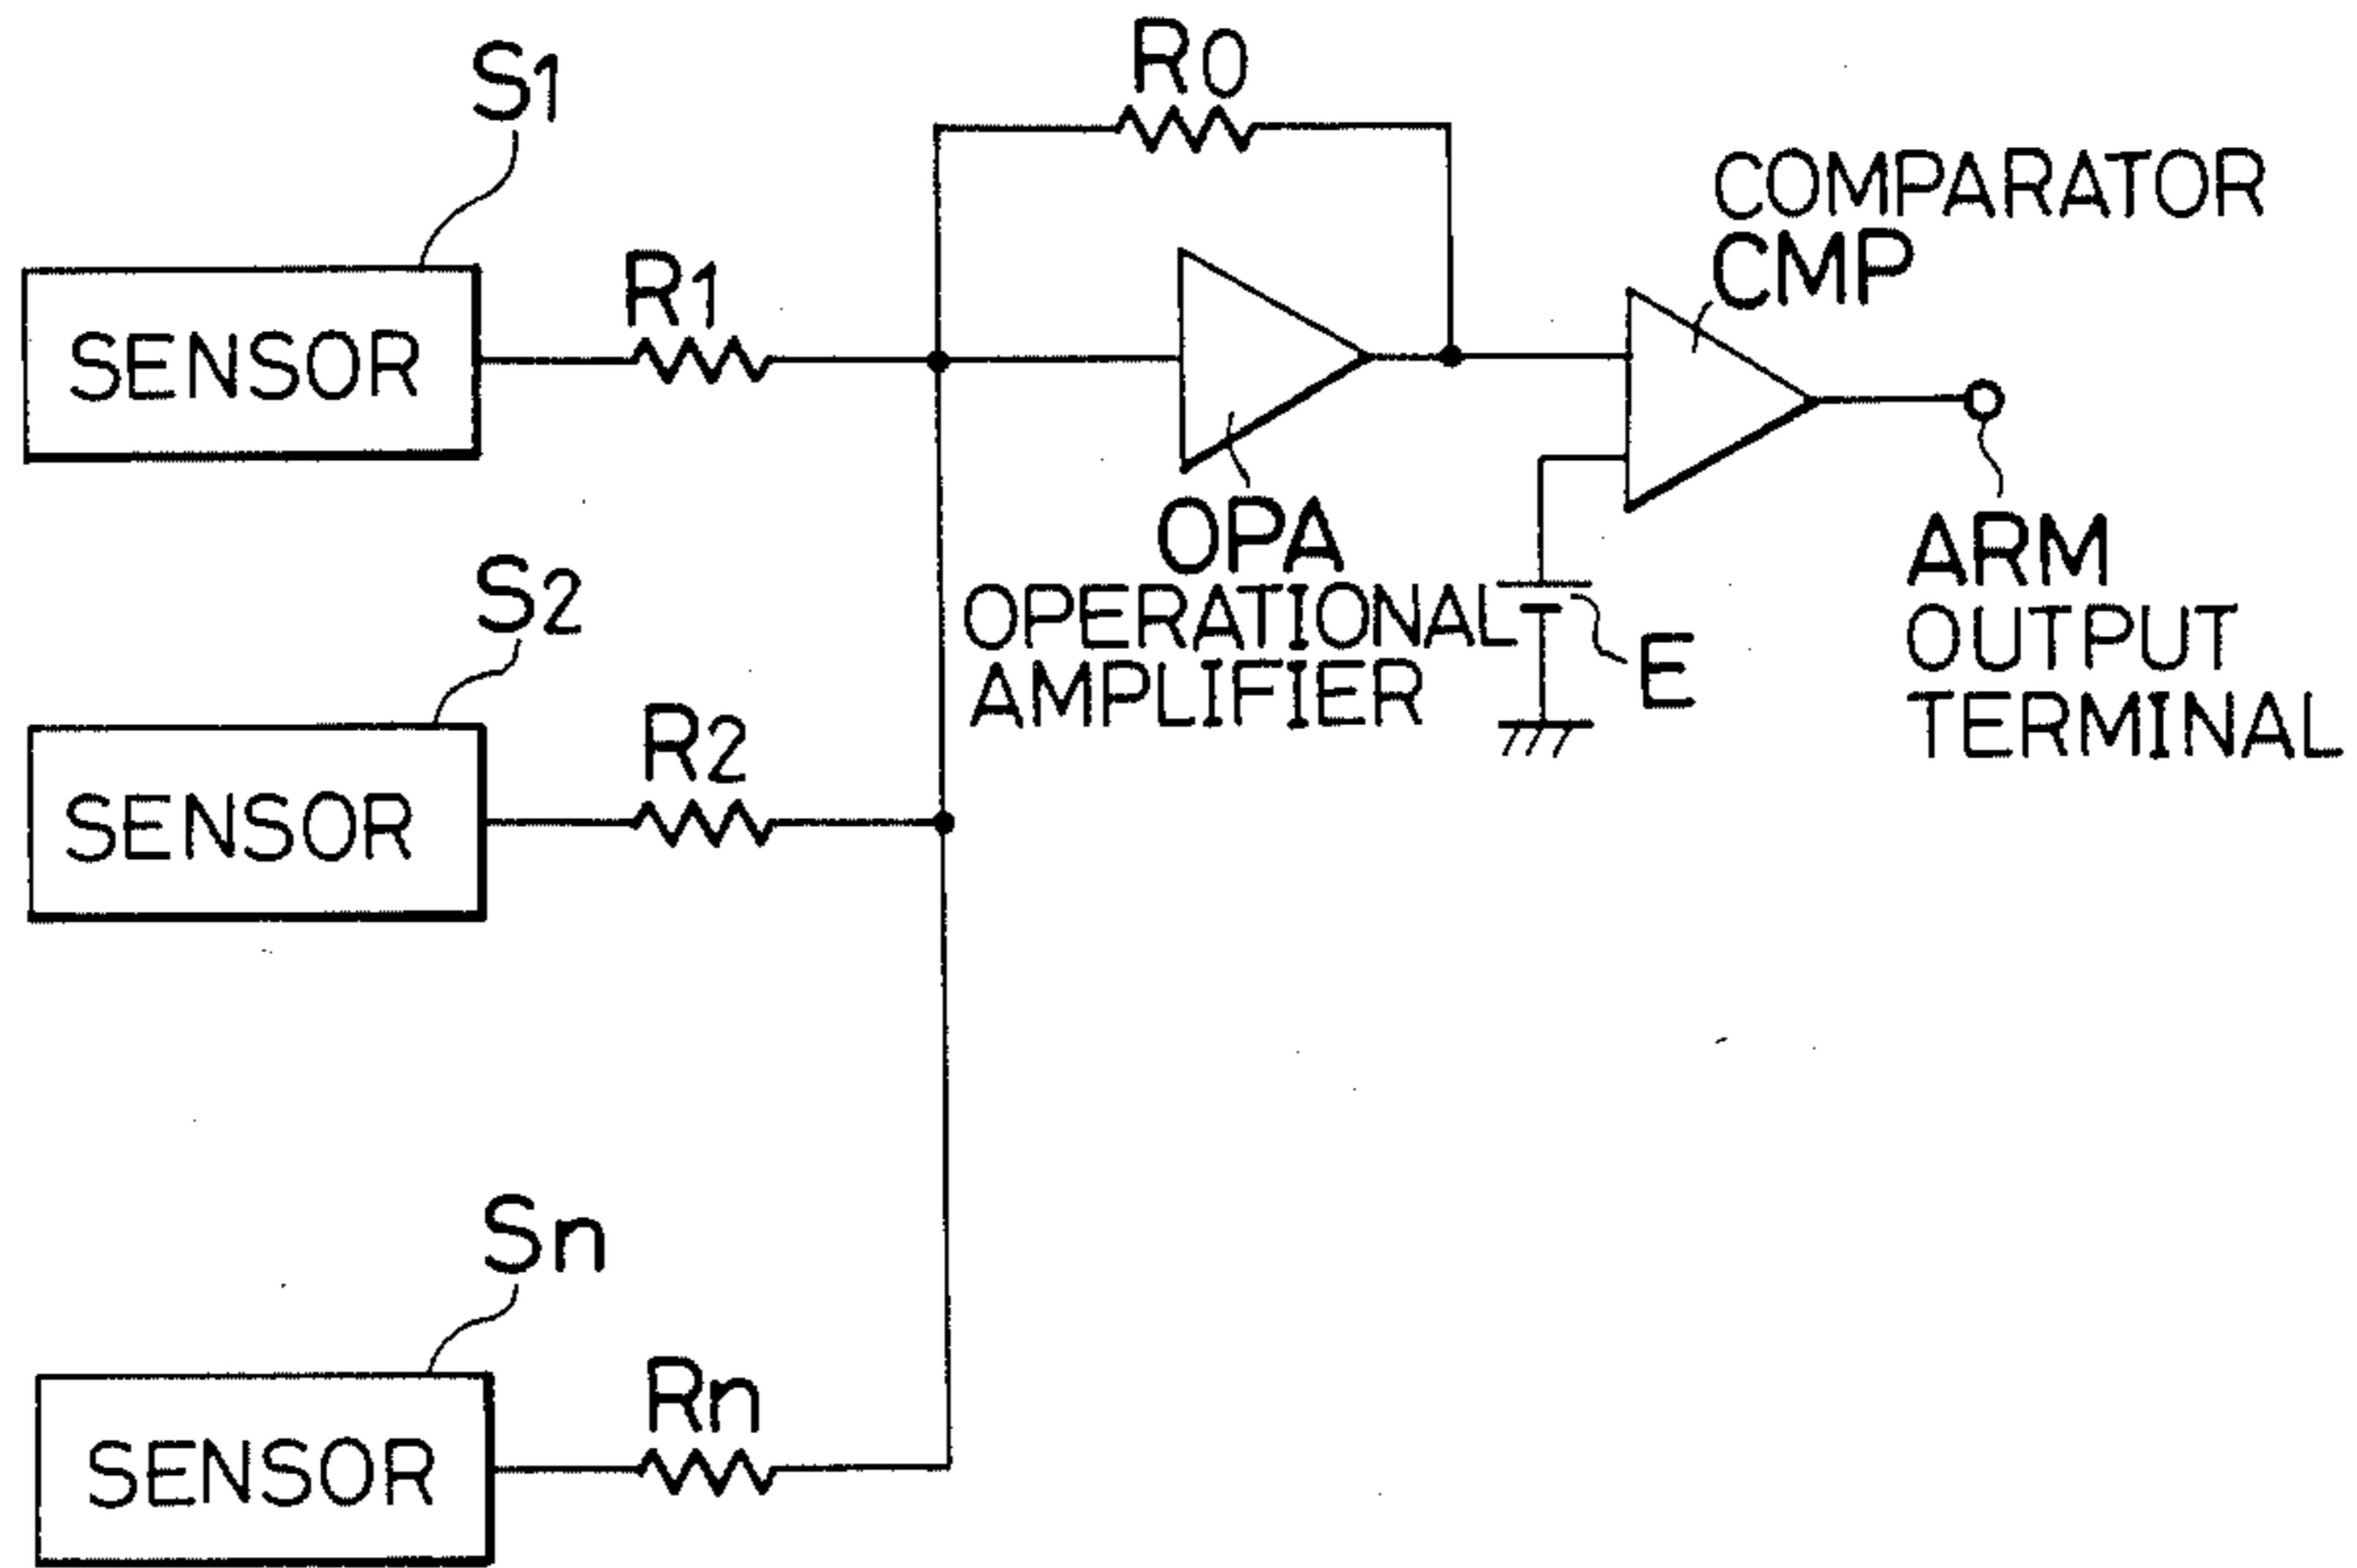 S1
SENSOR
R1
R0
COMPARATOR
CMP
OPA
OPERATIONAL
AMPLIFIER
E
ARM
OUTPUT
TERMINAL
S2
SENSOR
R2
Sn
SENSOR
Rn